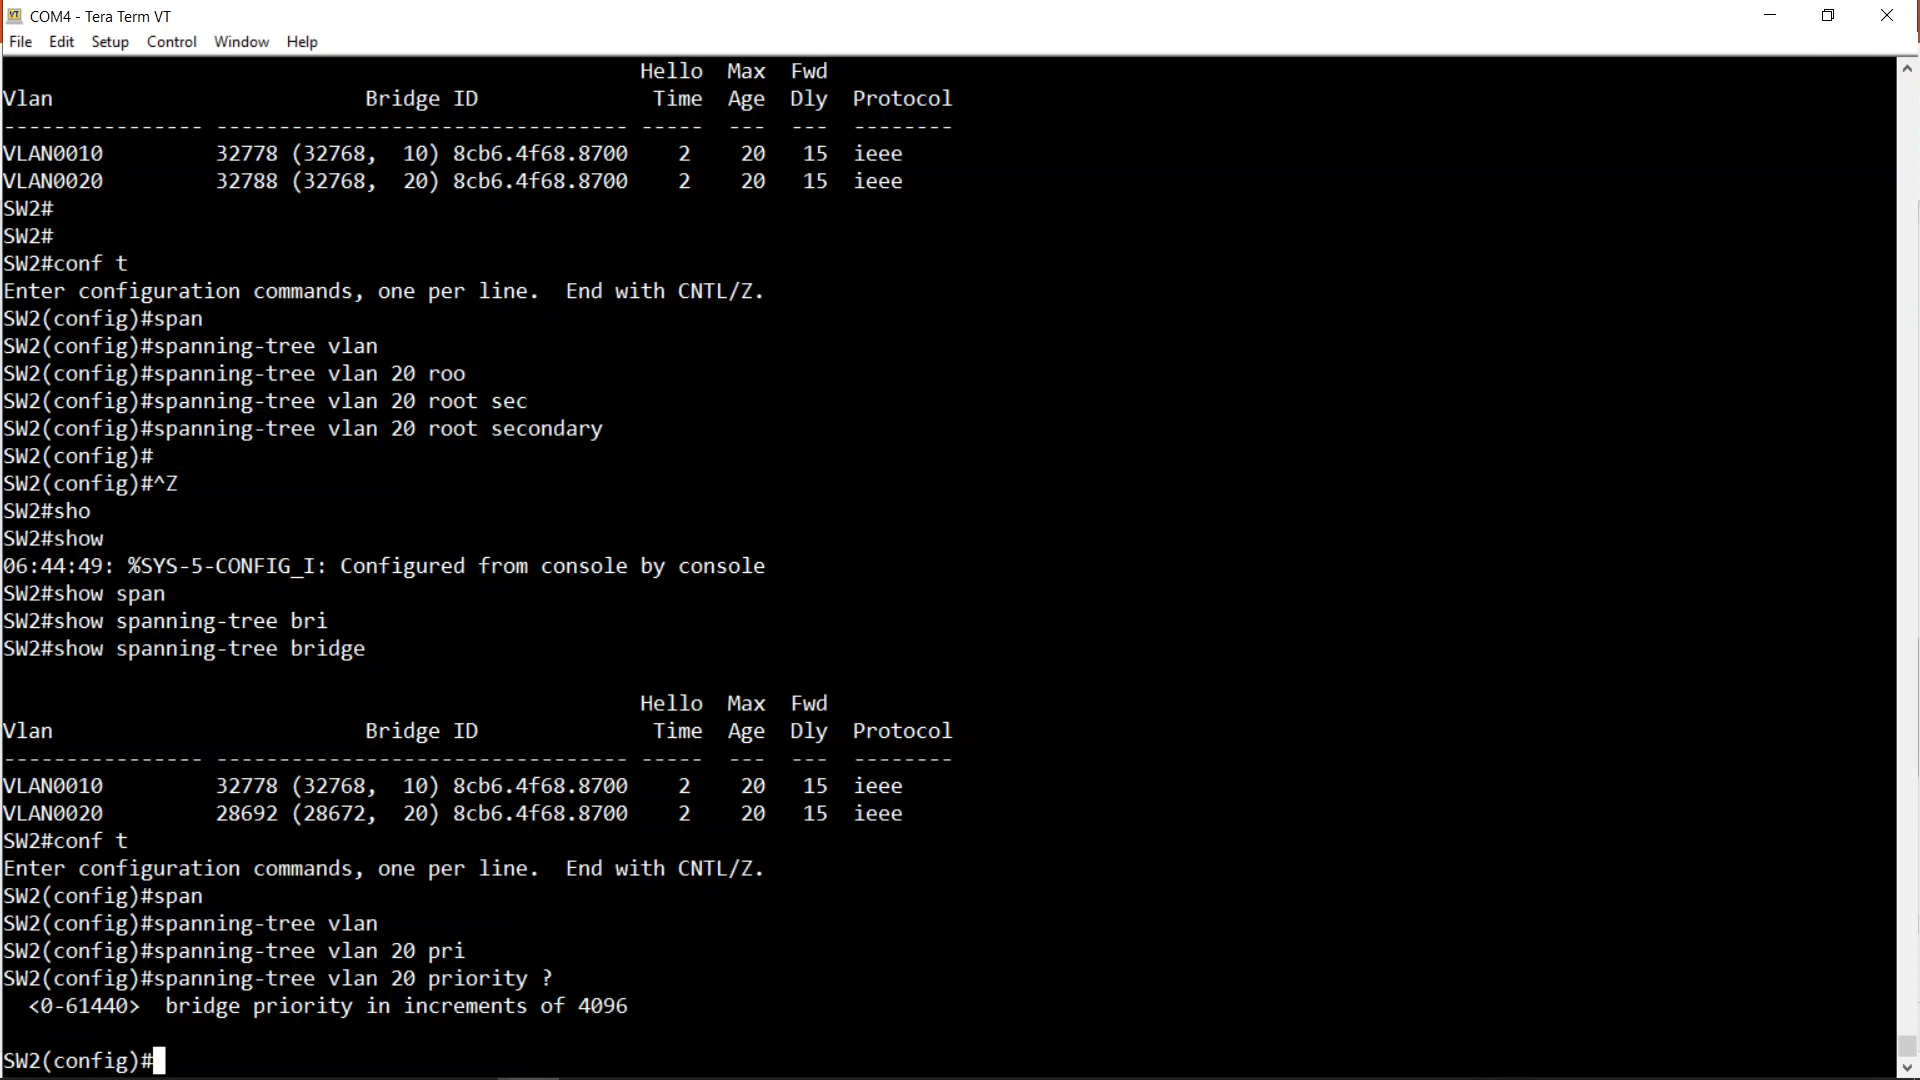 COM4 - Tera Term VT
File Edit Setup Control Window Help
                                                   Hello  Max  Fwd
Vlan                         Bridge ID              Time  Age  Dly  Protocol
---------------- --------------------------------- -----  ---  ---  --------
VLAN0010         32778 (32768,  10) 8cb6.4f68.8700    2    20   15  ieee
VLAN0020         32788 (32768,  20) 8cb6.4f68.8700    2    20   15  ieee
SW2#
SW2#
SW2#conf t
Enter configuration commands, one per line.  End with CNTL/Z.
SW2(config)#span
SW2(config)#spanning-tree vlan
SW2(config)#spanning-tree vlan 20 roo
SW2(config)#spanning-tree vlan 20 root sec
SW2(config)#spanning-tree vlan 20 root secondary
SW2(config)#
SW2(config)#^Z
SW2#sho
SW2#show
06:44:49: %SYS-5-CONFIG_I: Configured from console by console
SW2#show span
SW2#show spanning-tree bri
SW2#show spanning-tree bridge
                                                   Hello  Max  Fwd
Vlan                         Bridge ID              Time  Age  Dly  Protocol
---------------- --------------------------------- -----  ---  ---  --------
VLAN0010         32778 (32768,  10) 8cb6.4f68.8700    2    20   15  ieee
VLAN0020         28692 (28672,  20) 8cb6.4f68.8700    2    20   15  ieee
SW2#conf t
Enter configuration commands, one per line.  End with CNTL/Z.
SW2(config)#span
SW2(config)#spanning-tree vlan
SW2(config)#spanning-tree vlan 20 pri
SW2(config)#spanning-tree vlan 20 priority ?
  <0-61440>  bridge priority in increments of 4096
SW2(config)#